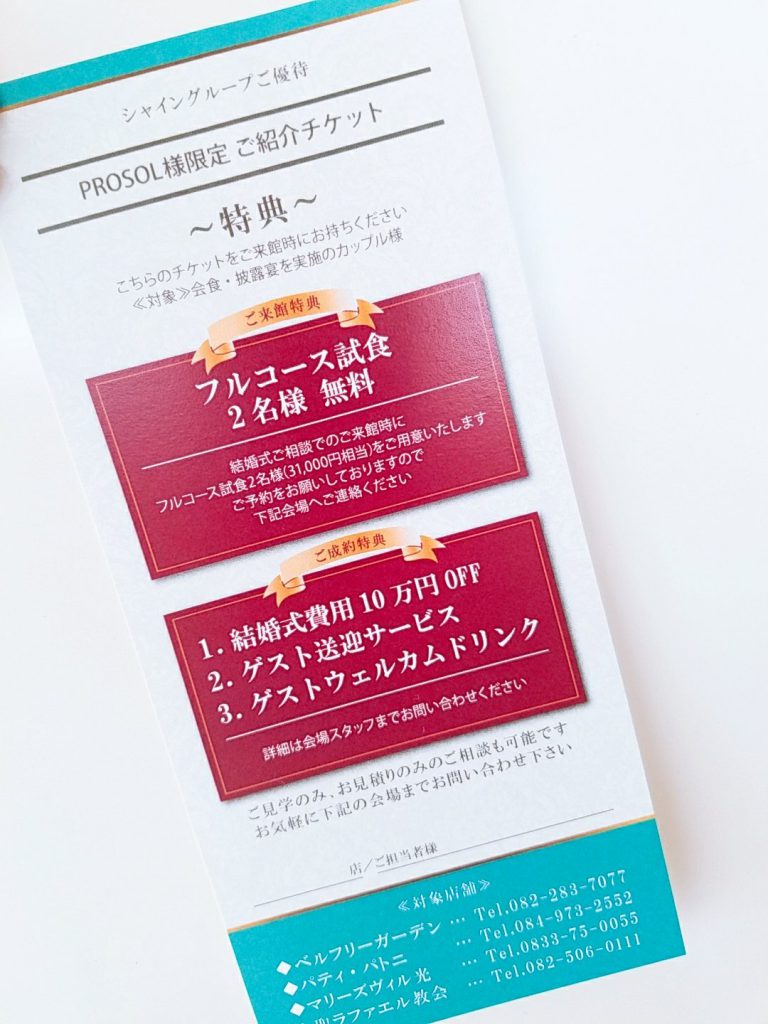 シャイングループご優待
PROSOL様限定 ご紹介チケット
～特典～
こちらのチケットをご来館時にお持ちください
≪対象≫会食・披露宴を実施のカップル様
ご来館特典
フルコース試食
2名様 無料
結婚式ご相談でのご来館時に
フルコース試食2名様(31,000円相当)をご用意いたします
ご予約をお願いしておりますので
下記会場へご連絡ください
ご成約特典
1. 結婚式費用 10 万円 OFF
2. ゲスト送迎サービス
3. ゲストウェルカムドリンク
詳細は会場スタッフまでお問い合わせください
ご見学のみ、お見積りのみのご相談も可能です
お気軽に下記の会場までお問い合わせ下さい
店／ご担当者様
≪対象店舗≫
◆ベルフリーガーデン … Tel.082-283-7077
◆パティ・パトニ … Tel.084-973-2552
◆マリーズヴィル光 … Tel.0833-75-0055
聖ラファエル教会 … Tel.082-506-0111